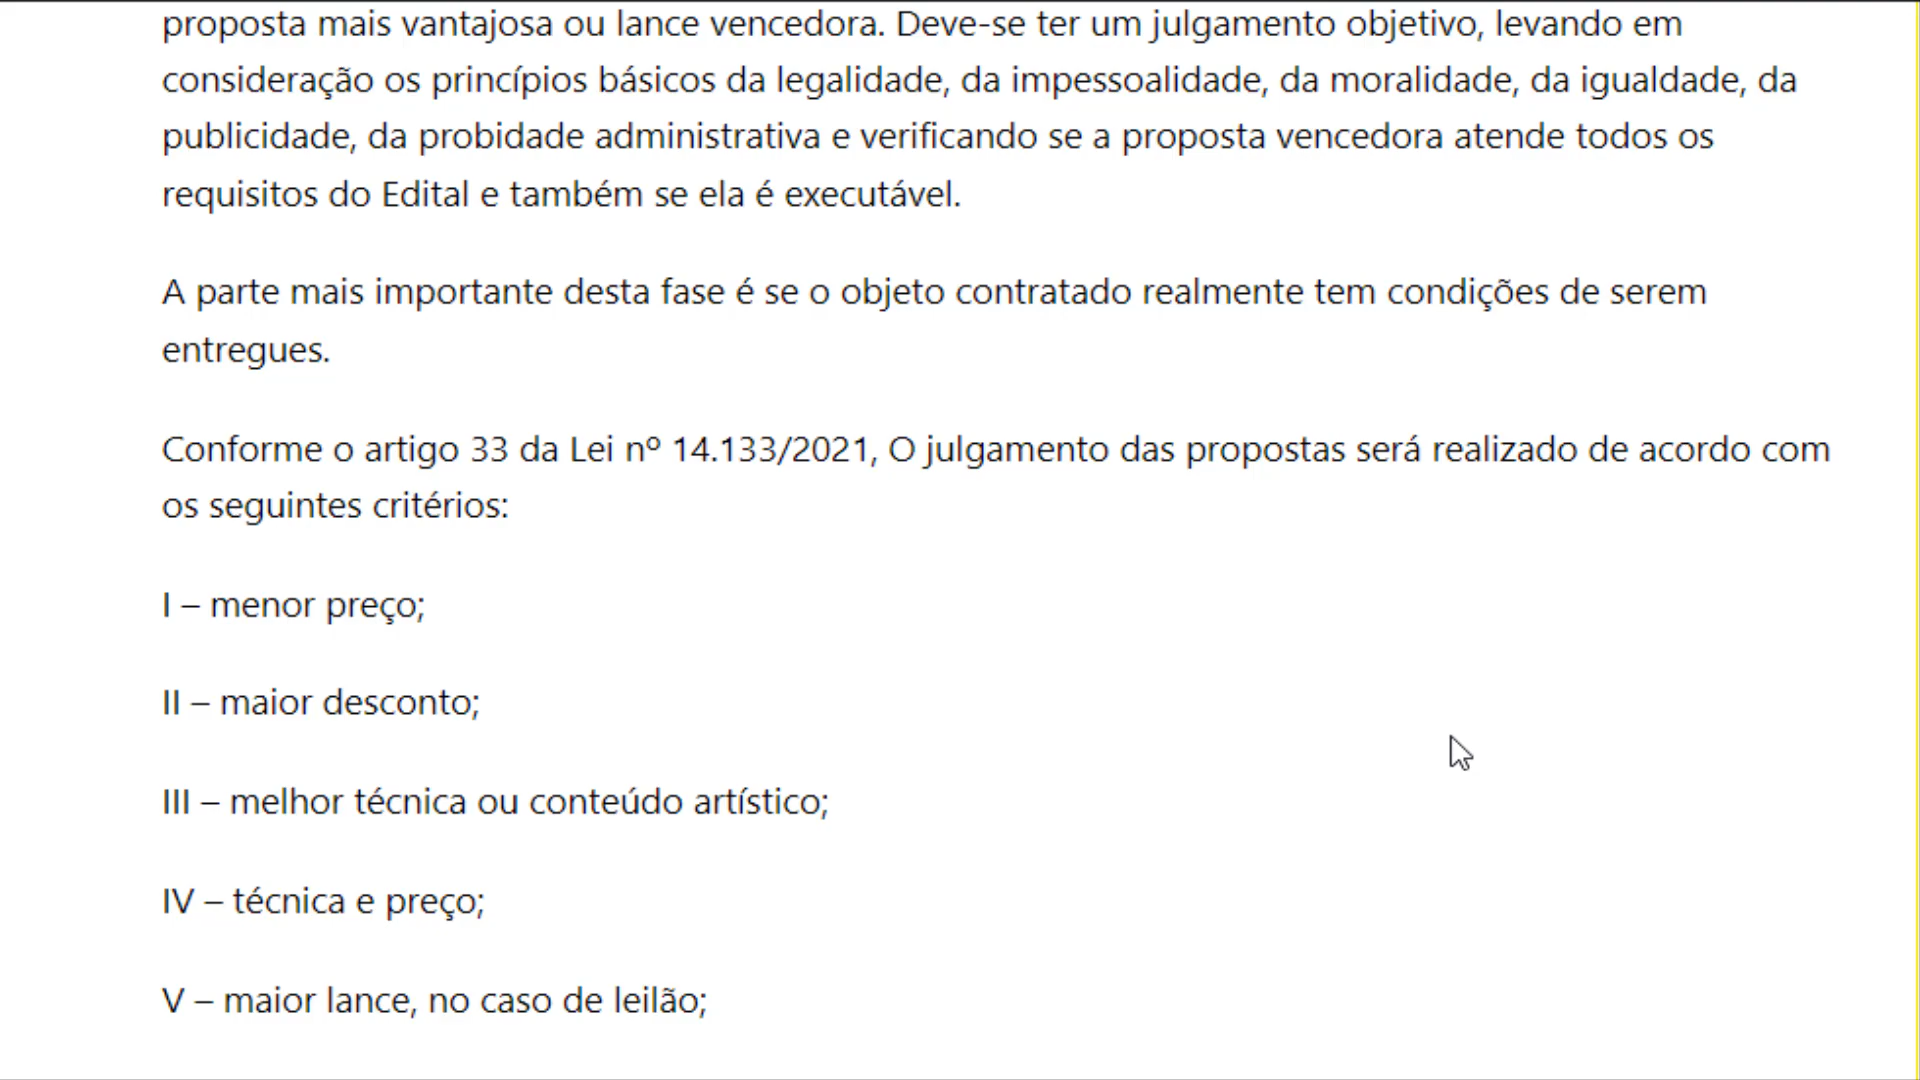 proposta mais vantajosa ou lance vencedora. Deve-se ter um julgamento objetivo, levando em
consideração os princípios básicos da legalidade, da impessoalidade, da moralidade, da igualdade, da
publicidade, da probidade administrativa e verificando se a proposta vencedora atende todos os
requisitos do Edital e também se ela é executável.
A parte mais importante desta fase é se o objeto contratado realmente tem condições de serem
entregues.
Conforme o artigo 33 da Lei nº 14.133/2021, O julgamento das propostas será realizado de acordo com
os seguintes critérios:
I – menor preço;
II – maior desconto;
III – melhor técnica ou conteúdo artístico;
IV – técnica e preço;
V – maior lance, no caso de leilão;